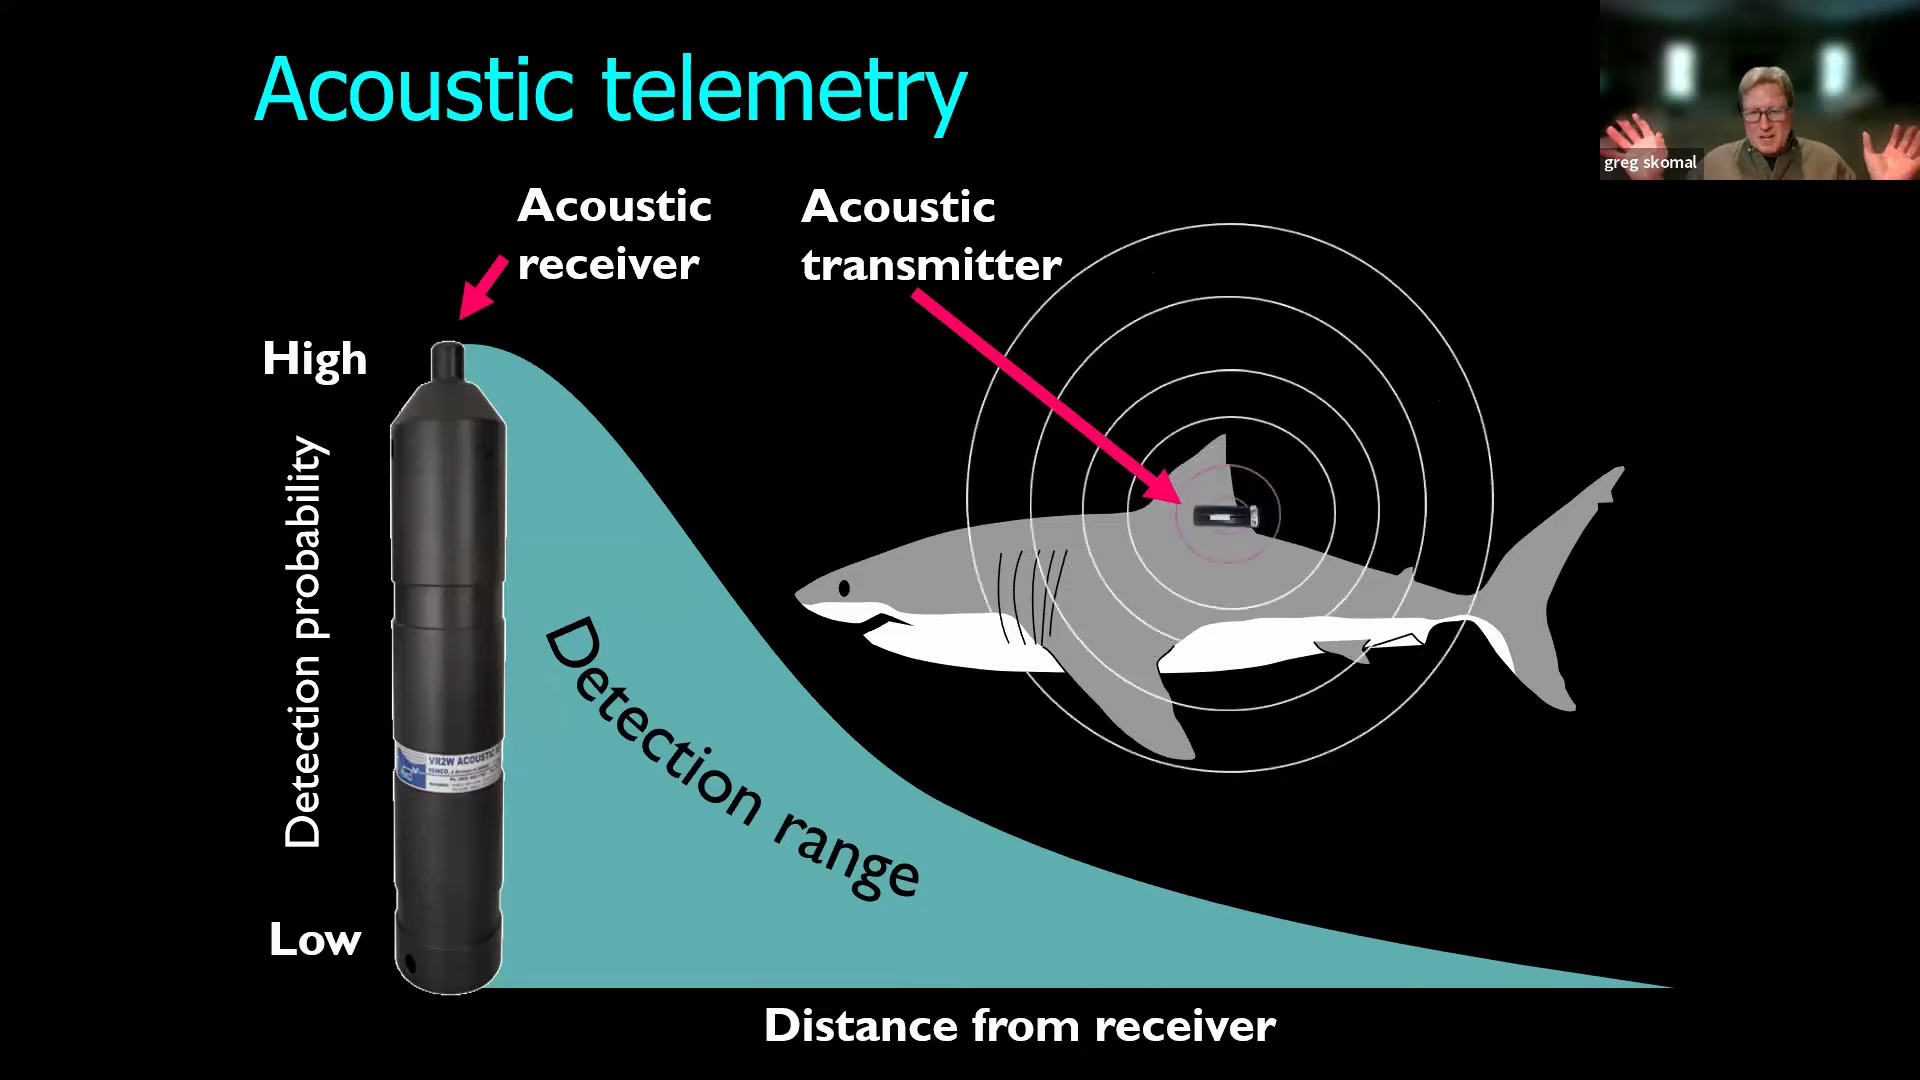 Acoustic telemetry
greg skomal
Acoustic
receiver
Acoustic
transmitter
High
Detection probability
Low
VR2W ACOUSTIC
Detection range
Distance from receiver